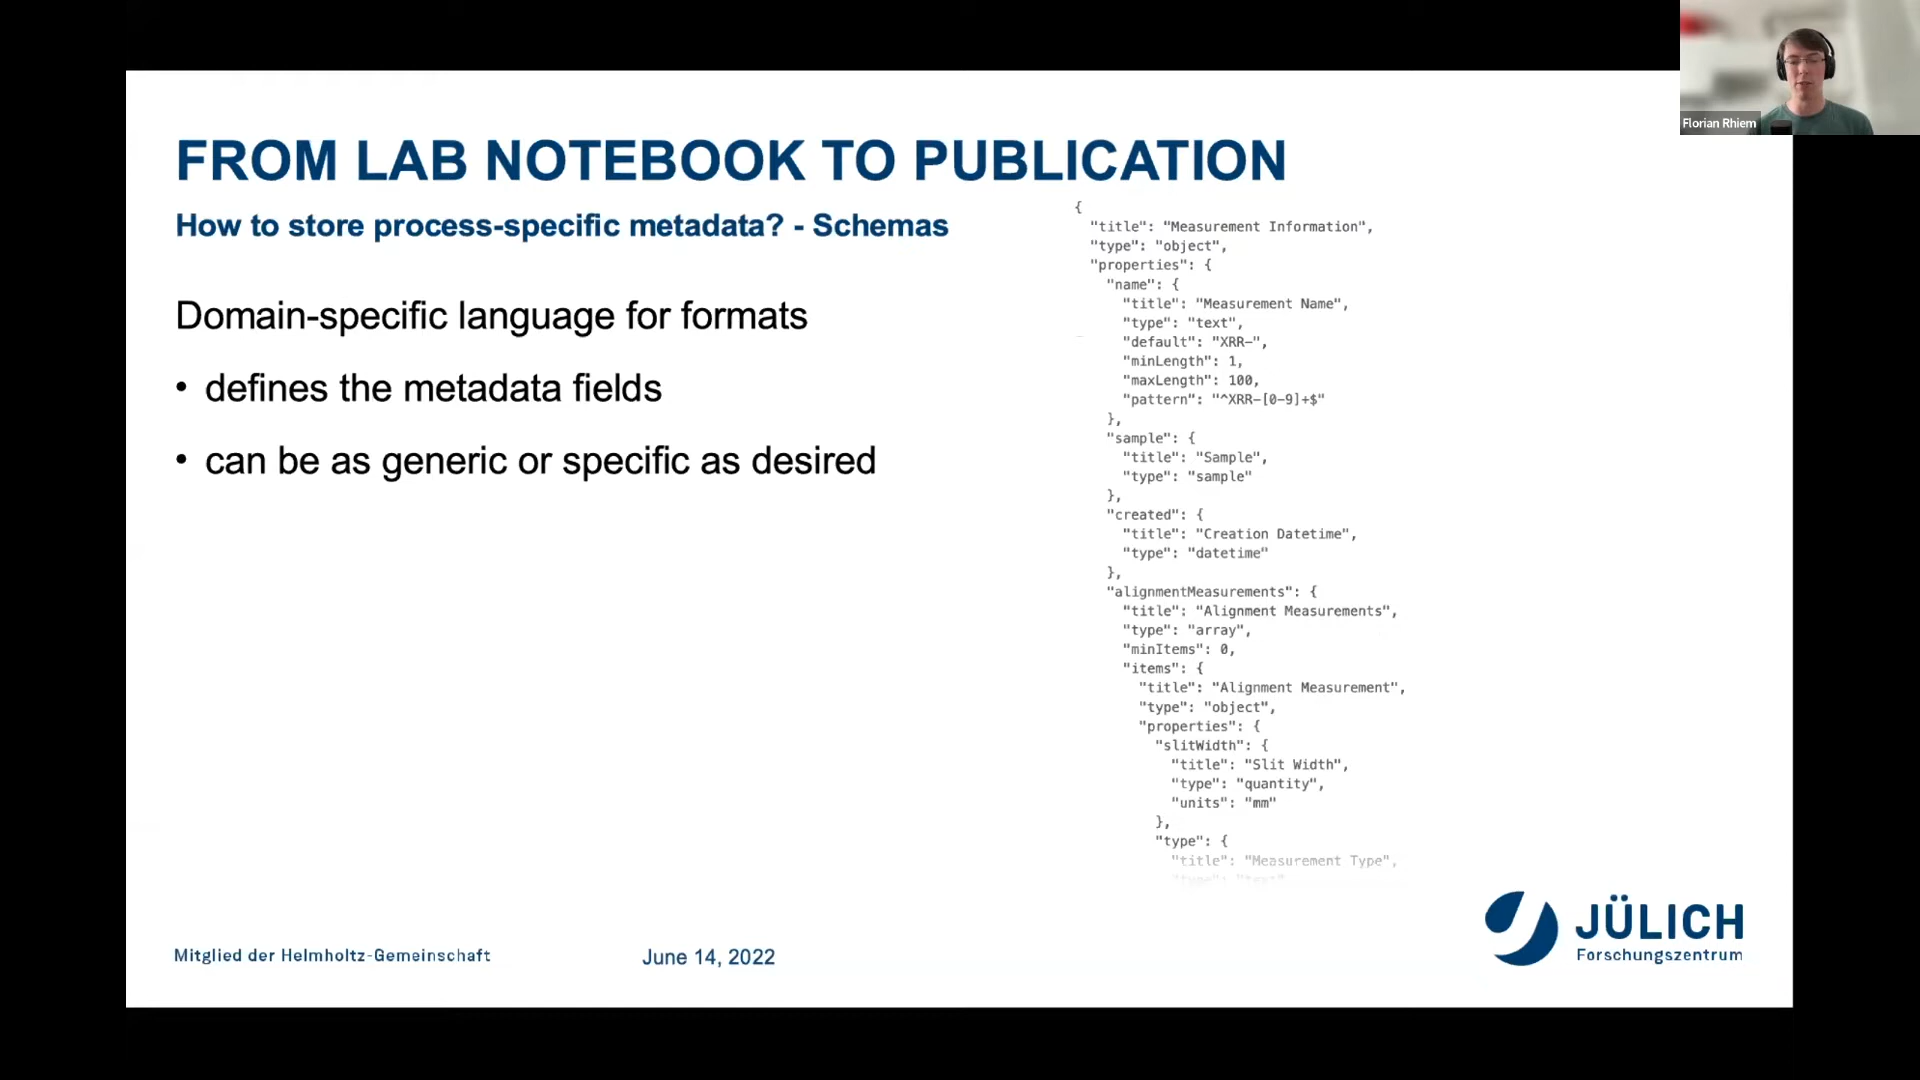 Florian Rhiem
FROM LAB NOTEBOOK TO PUBLICATION
How to store process-specific metadata? - Schemas
Domain-specific language for formats
• defines the metadata fields
• can be as generic or specific as desired
{
"title": "Measurement Information",
"type": "object",
"properties": {
"name": {
"title": "Measurement Name",
"type": "text",
"default": "XRR-",
"minLength": 1,
"maxLength": 100,
"pattern": "^XRR-[0-9]+$"
},
"sample": {
"title": "Sample",
"type": "sample"
},
"created": {
"title": "Creation Datetime",
"type": "datetime"
},
"alignmentMeasurements": {
"title": "Alignment Measurements",
"type": "array",
"minItems": 0,
"items": {
"title": "Alignment Measurement",
"type": "object",
"properties": {
"slitWidth": {
"title": "Slit Width",
"type": "quantity",
"units": "mm"
},
"type": {
"title": "Measurement Type",
"type": "text"
Mitglied der Helmholtz-Gemeinschaft
June 14, 2022
JÜLICH
Forschungszentrum